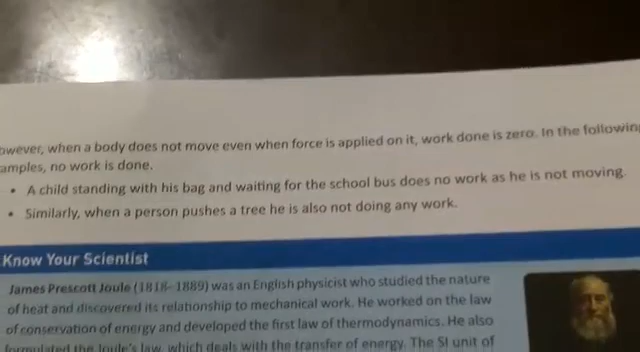 owever, when a body does not move even when force is applied on it, work done is zero. In the following
amples, no work is done.
• A child standing with his bag and waiting for the school bus does no work as he is not moving.
• Similarly, when a person pushes a tree he is also not doing any work.
Know Your Scientist
James Prescott Joule (1818–1889) was an English physicist who studied the nature
of heat and discovered its relationship to mechanical work. He worked on the law
of conservation of energy and developed the first law of thermodynamics. He also
formulated the Joule's law, which deals with the transfer of energy. The SI unit of